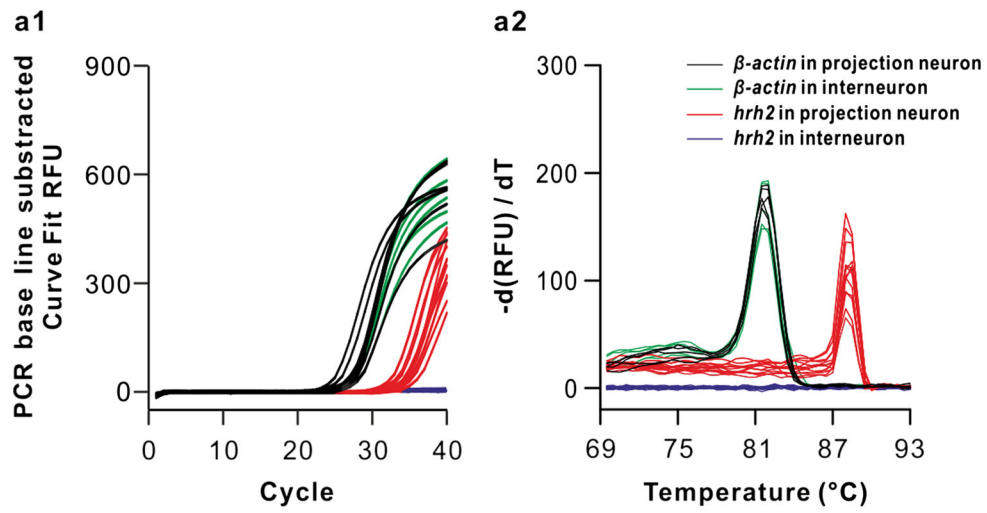 a1
PCR base line substracted
Curve Fit RFU
900
600
300
0
0 10 20 30 40
Cycle
a2
-d(RFU) / dT
300
200
100
0
69 75 81 87 93
Temperature (°C)
β-actin in projection neuron
β-actin in interneuron
hrh2 in projection neuron
hrh2 in interneuron